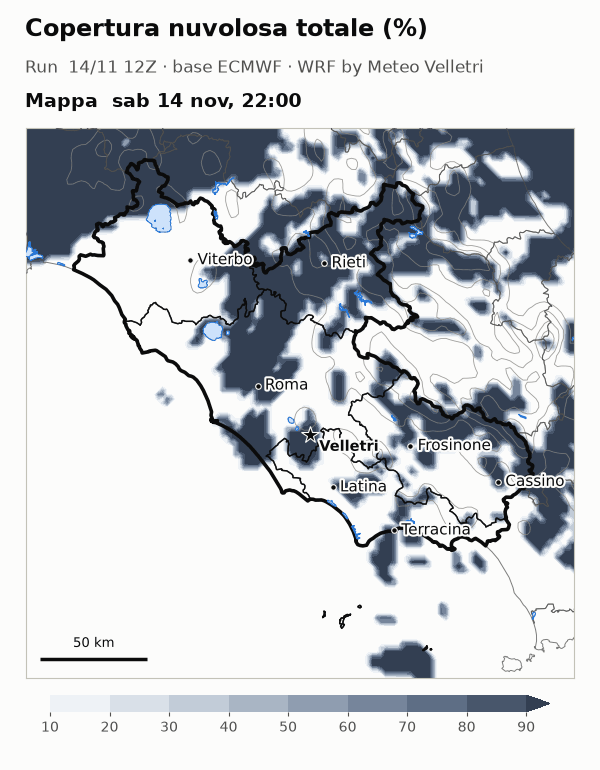 Copertura nuvolosa totale (%)
Run  14/11 12Z · base ECMWF · WRF by Meteo Velletri
Mappa  sab 14 nov, 22:00
Viterbo
Rieti
Roma
Velletri
Frosinone
Cassino
Latina
Terracina
50 km
10 20 30 40 50 60 70 80 90